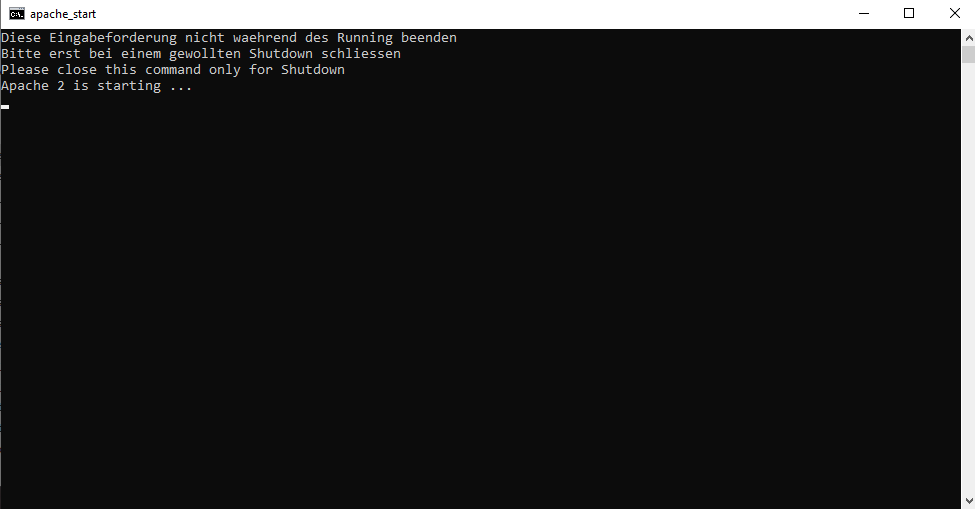 apache_start
Diese Eingabeforderung nicht waehrend des Running beenden
Bitte erst bei einem gewollten Shutdown schliessen
Please close this command only for Shutdown
Apache 2 is starting ...